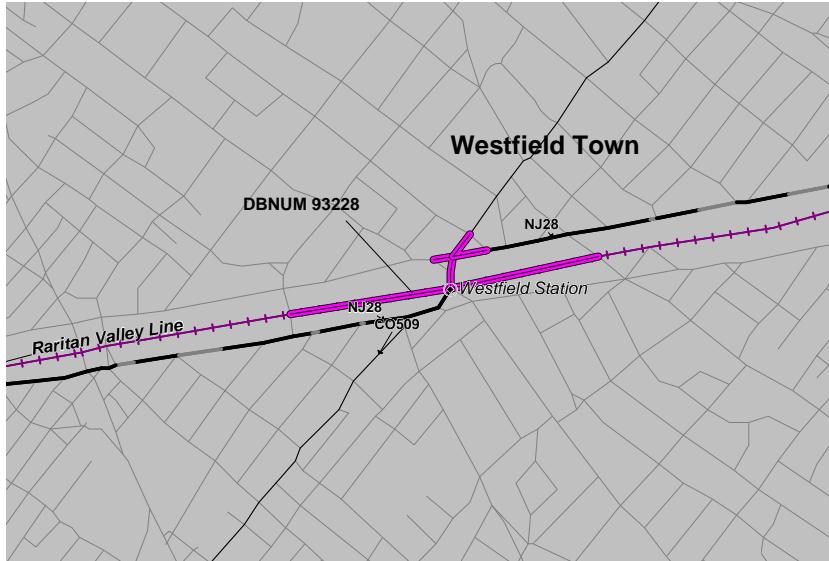 Westfield Town
DBNUM 93228
NJ28
Westfield Station
NJ28
CO509
Raritan Valley Line